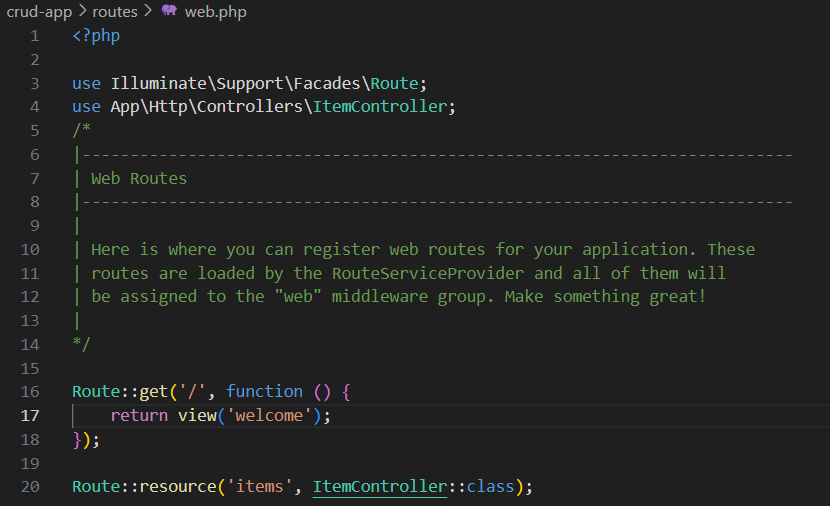 crud-app > routes > web.php
1 <?php
2
3 use Illuminate\Support\Facades\Route;
4 use App\Http\Controllers\ItemController;
5 /*
6 |--------------------------------------------------------------------------
7 | Web Routes
8 |--------------------------------------------------------------------------
9 |
10 | Here is where you can register web routes for your application. These
11 | routes are loaded by the RouteServiceProvider and all of them will
12 | be assigned to the "web" middleware group. Make something great!
13 |
14 */
15
16 Route::get('/', function () {
17     return view('welcome');
18 });
19
20 Route::resource('items', ItemController::class);